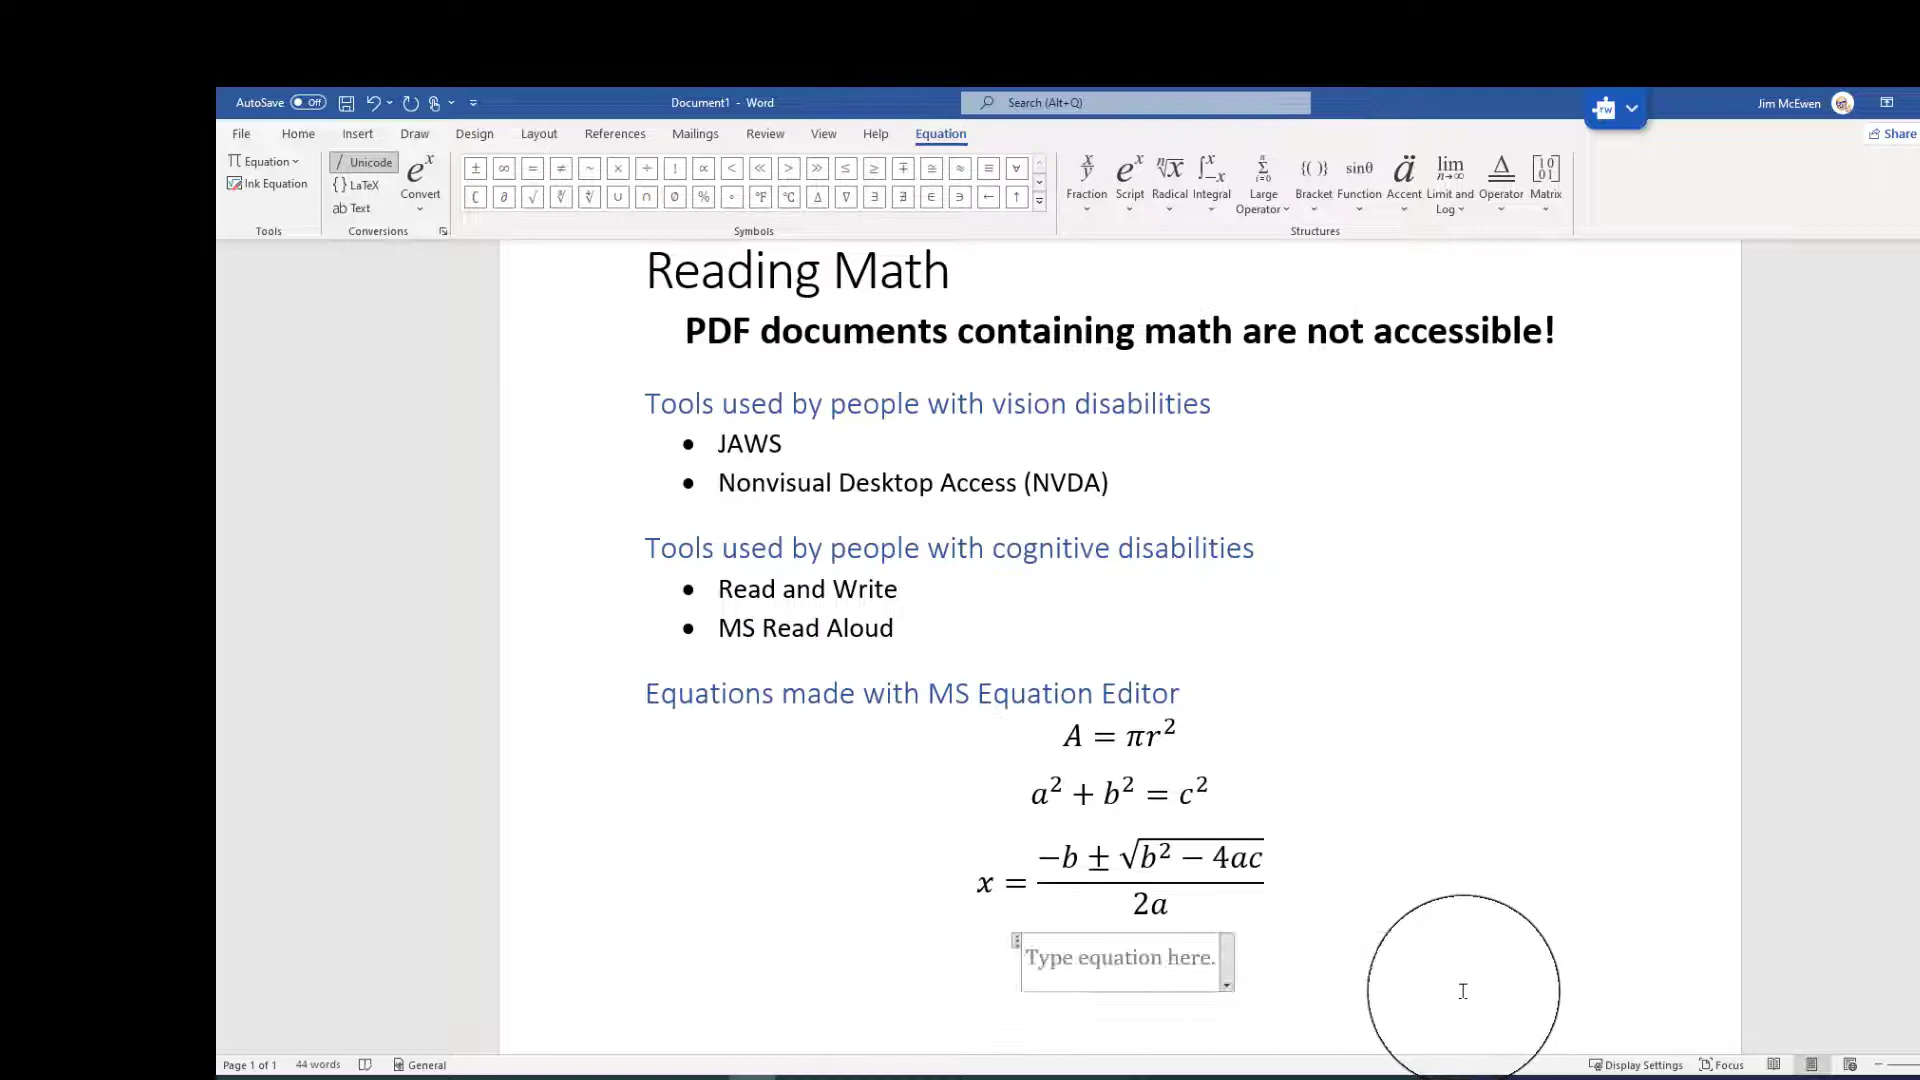 AutoSave Off Document1 - Word Search (Alt+Q) rw Jim McEwen
File Home Insert Draw Design Layout References Mailings Review View Help Equation Share
π Equation / Unicode e^x ± ∞ = ≠ ~ × ÷ ! ∝ < ≪ > ≫ ≤ ≥ ∓ ≅ ≈ ≡ ∀
Ink Equation {} LaTeX Convert Fraction Script Radical Integral Large Operator Bracket Function Accent Limit and Log Operator Matrix
ab Text ∁ ∂ √ ∛ ∜ ∪ ∩ ∅ % ° °F °C ∆ ∇ ∃ ∄ ∈ ∋ ← ↑
Tools Conversions Symbols Structures
Reading Math
PDF documents containing math are not accessible!
Tools used by people with vision disabilities
• JAWS
• Nonvisual Desktop Access (NVDA)
Tools used by people with cognitive disabilities
• Read and Write
• MS Read Aloud
Equations made with MS Equation Editor
A = πr²
a² + b² = c²
x = (−b ± √(b² − 4ac)) / 2a
Type equation here.
Page 1 of 1 44 words General Display Settings Focus